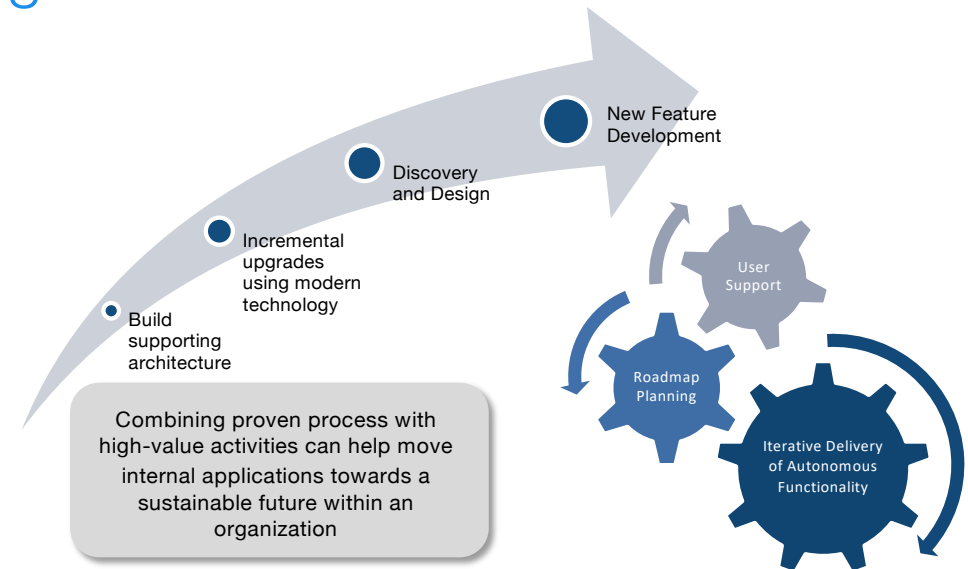 New Feature
Development
Discovery
and Design
Incremental
upgrades
using modern
technology
Build
supporting
architecture
User
Support
Roadmap
Planning
Iterative Delivery
of Autonomous
Functionality
Combining proven process with
high-value activities can help move
internal applications towards a
sustainable future within an
organization